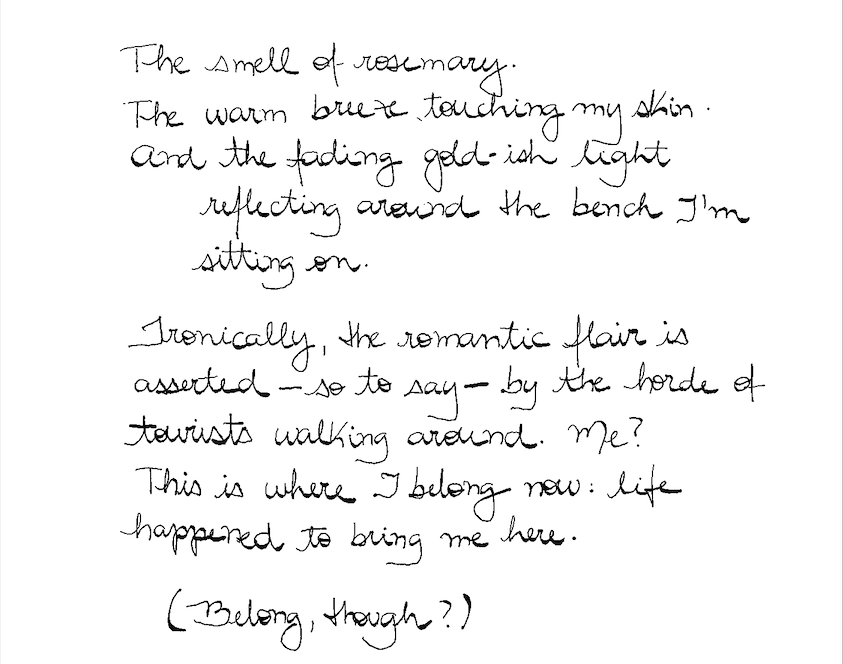 The smell of rosemary.
The warm breeze touching my skin.
And the fading gold-ish light
reflecting around the bench I'm
sitting on.
Ironically, the romantic flair is
asserted – so to say – by the horde of
tourists walking around. Me?
This is where I belong now: life
happened to bring me here.
(Belong, though?)